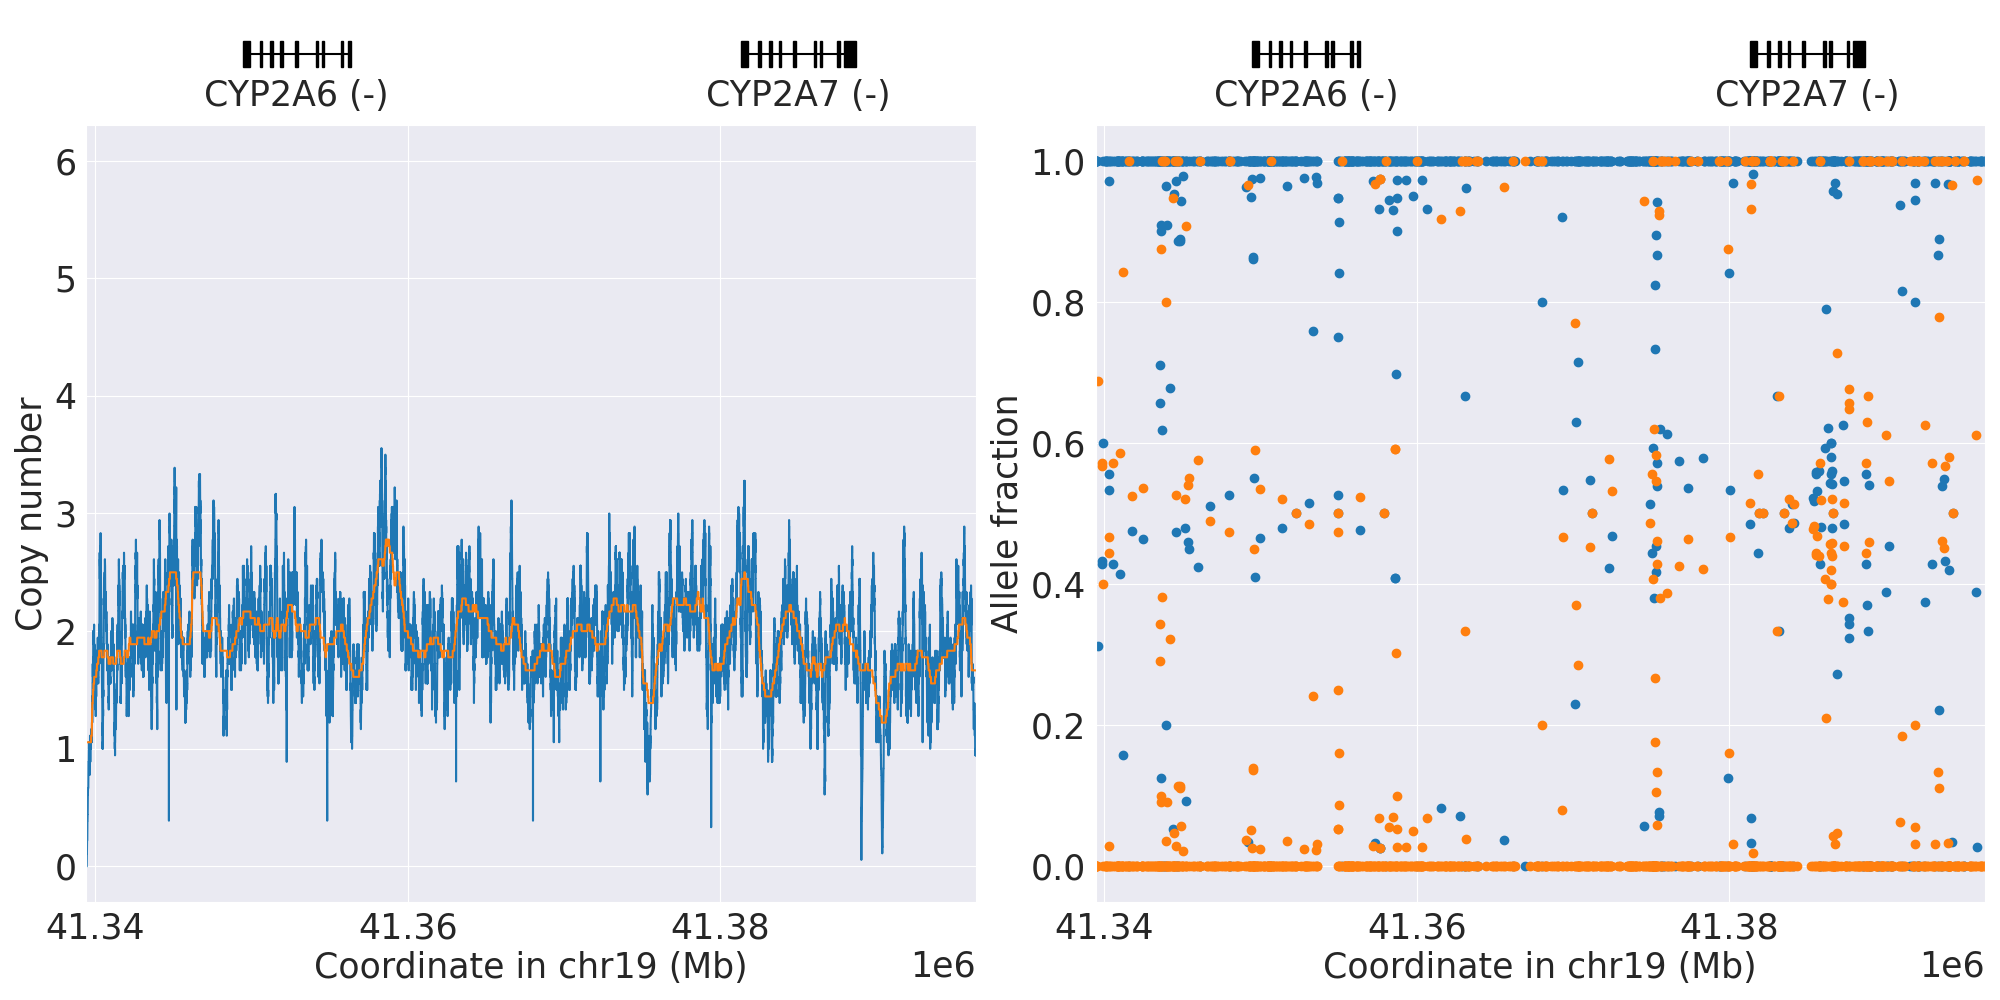 CYP2A6 (-)
CYP2A7 (-)
CYP2A6 (-)
CYP2A7 (-)
6
5
4
3
2
1
0
Copy number
41.34
41.36
41.38
Coordinate in chr19 (Mb)
1e6
1.0
0.8
0.6
0.4
0.2
0.0
Allele fraction
41.34
41.36
41.38
Coordinate in chr19 (Mb)
1e6